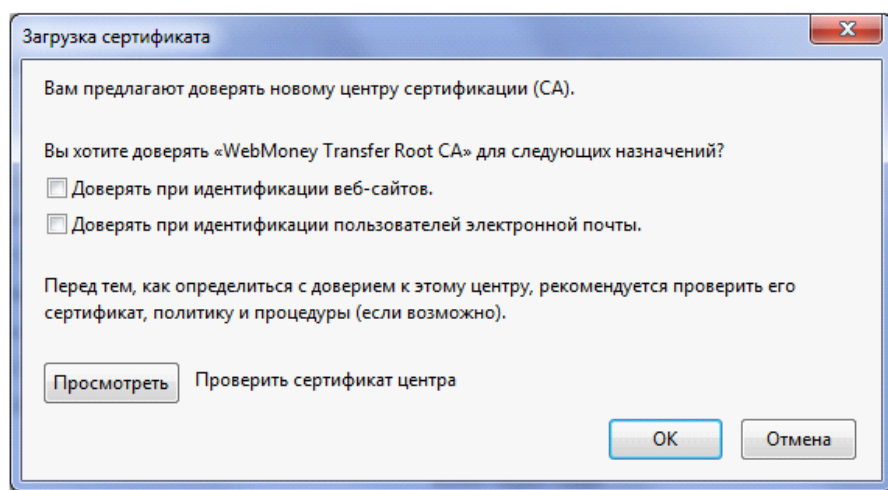 Загрузка сертификата
Вам предлагают доверять новому центру сертификации (CA).
Вы хотите доверять «WebMoney Transfer Root CA» для следующих назначений?
Доверять при идентификации веб-сайтов.
Доверять при идентификации пользователей электронной почты.
Перед тем, как определиться с доверием к этому центру, рекомендуется проверить его
сертификат, политику и процедуры (если возможно).
Просмотреть Проверить сертификат центра
ОК Отмена